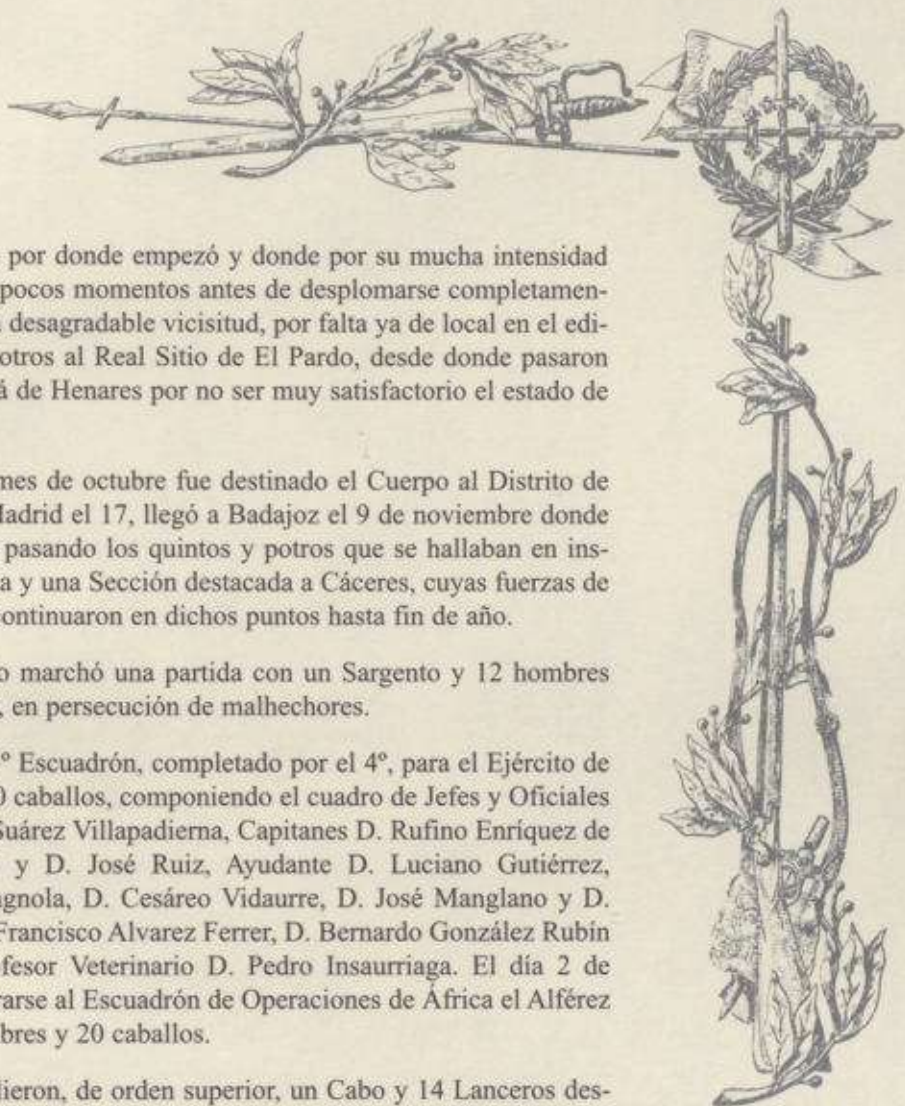 por donde empezó y donde por su mucha intensidad
pocos momentos antes de desplomarse completamen-
desagradable vicisitud, por falta ya de local en el edi-
otros al Real Sitio de El Pardo, desde donde pasaron
á de Henares por no ser muy satisfactorio el estado de
mes de octubre fue destinado el Cuerpo al Distrito de
Madrid el 17, llegó a Badajoz el 9 de noviembre donde
pasando los quintos y potros que se hallaban en ins-
a y una Sección destacada a Cáceres, cuyas fuerzas de
continuaron en dichos puntos hasta fin de año.
o marchó una partida con un Sargento y 12 hombres
, en persecución de malhechores.
º Escuadrón, completado por el 4º, para el Ejército de
0 caballos, componiendo el cuadro de Jefes y Oficiales
Suárez Villapadierna, Capitanes D. Rufino Enríquez de
y D. José Ruiz, Ayudante D. Luciano Gutiérrez,
gnola, D. Cesáreo Vidaurre, D. José Manglano y D.
Francisco Alvarez Ferrer, D. Bernardo González Rubín
fesor Veterinario D. Pedro Insaurriaga. El día 2 de
rarse al Escuadrón de Operaciones de África el Alférez
bres y 20 caballos.
lieron, de orden superior, un Cabo y 14 Lanceros des-